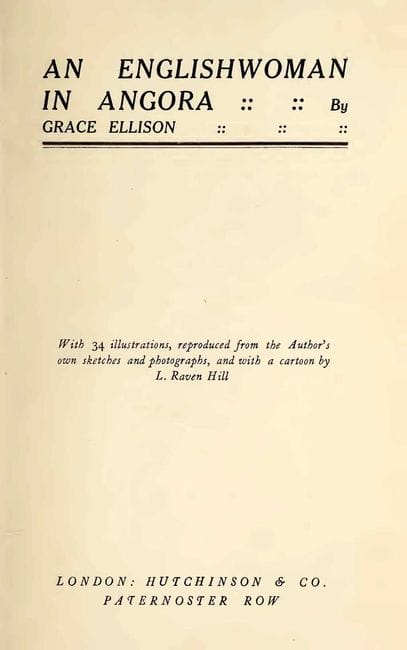 AN ENGLISHWOMAN
IN ANGORA :: :: By
GRACE ELLISON :: :: ::
With 34 illustrations, reproduced from the Author's
own sketches and photographs, and with a cartoon by
L. Raven Hill
LONDON: HUTCHINSON & CO.
PATERNOSTER ROW